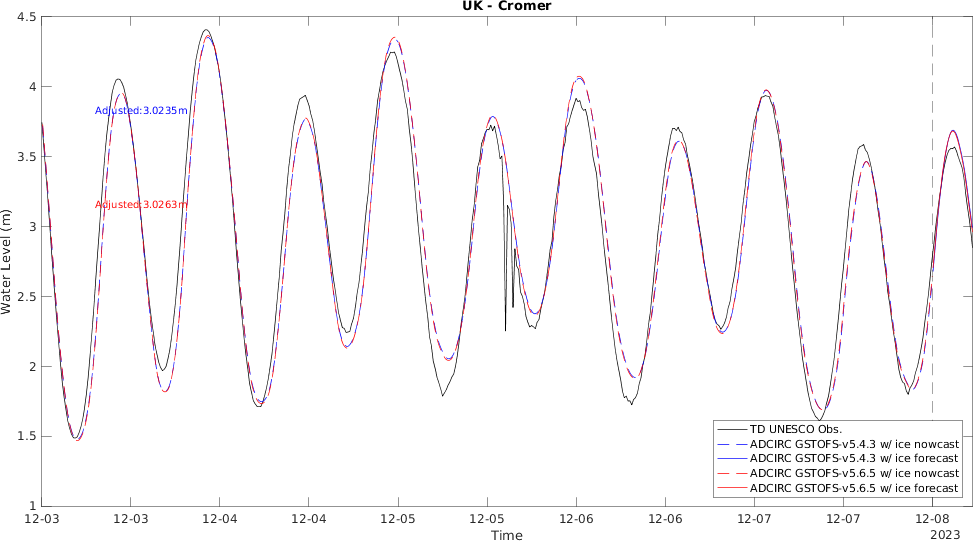 UK - Cromer
4.5
4
3.5
3
2.5
2
1.5
1
Water Level (m)
Adjusted:3.0235m
Adjusted:3.0263m
TD UNESCO Obs.
ADCIRC GSTOFS-v5.4.3 w/ ice nowcast
ADCIRC GSTOFS-v5.4.3 w/ ice forecast
ADCIRC GSTOFS-v5.6.5 w/ ice nowcast
ADCIRC GSTOFS-v5.6.5 w/ ice forecast
12-03 12-03 12-04 12-04 12-05 12-05 12-06 12-06 12-07 12-07 12-08
2023
Time